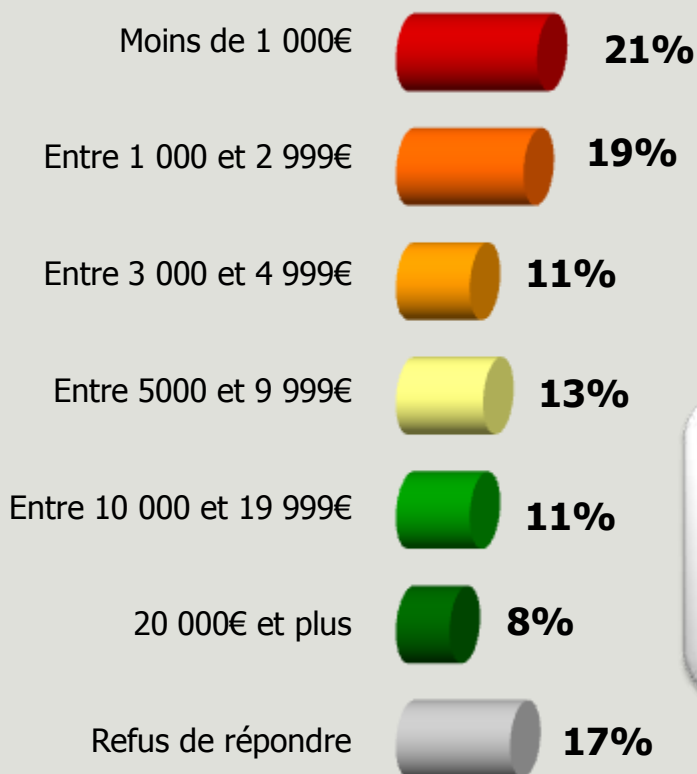 Moins de 1 000€ 21%
Entre 1 000 et 2 999€ 19%
Entre 3 000 et 4 999€ 11%
Entre 5000 et 9 999€ 13%
Entre 10 000 et 19 999€ 11%
20 000€ et plus 8%
Refus de répondre 17%